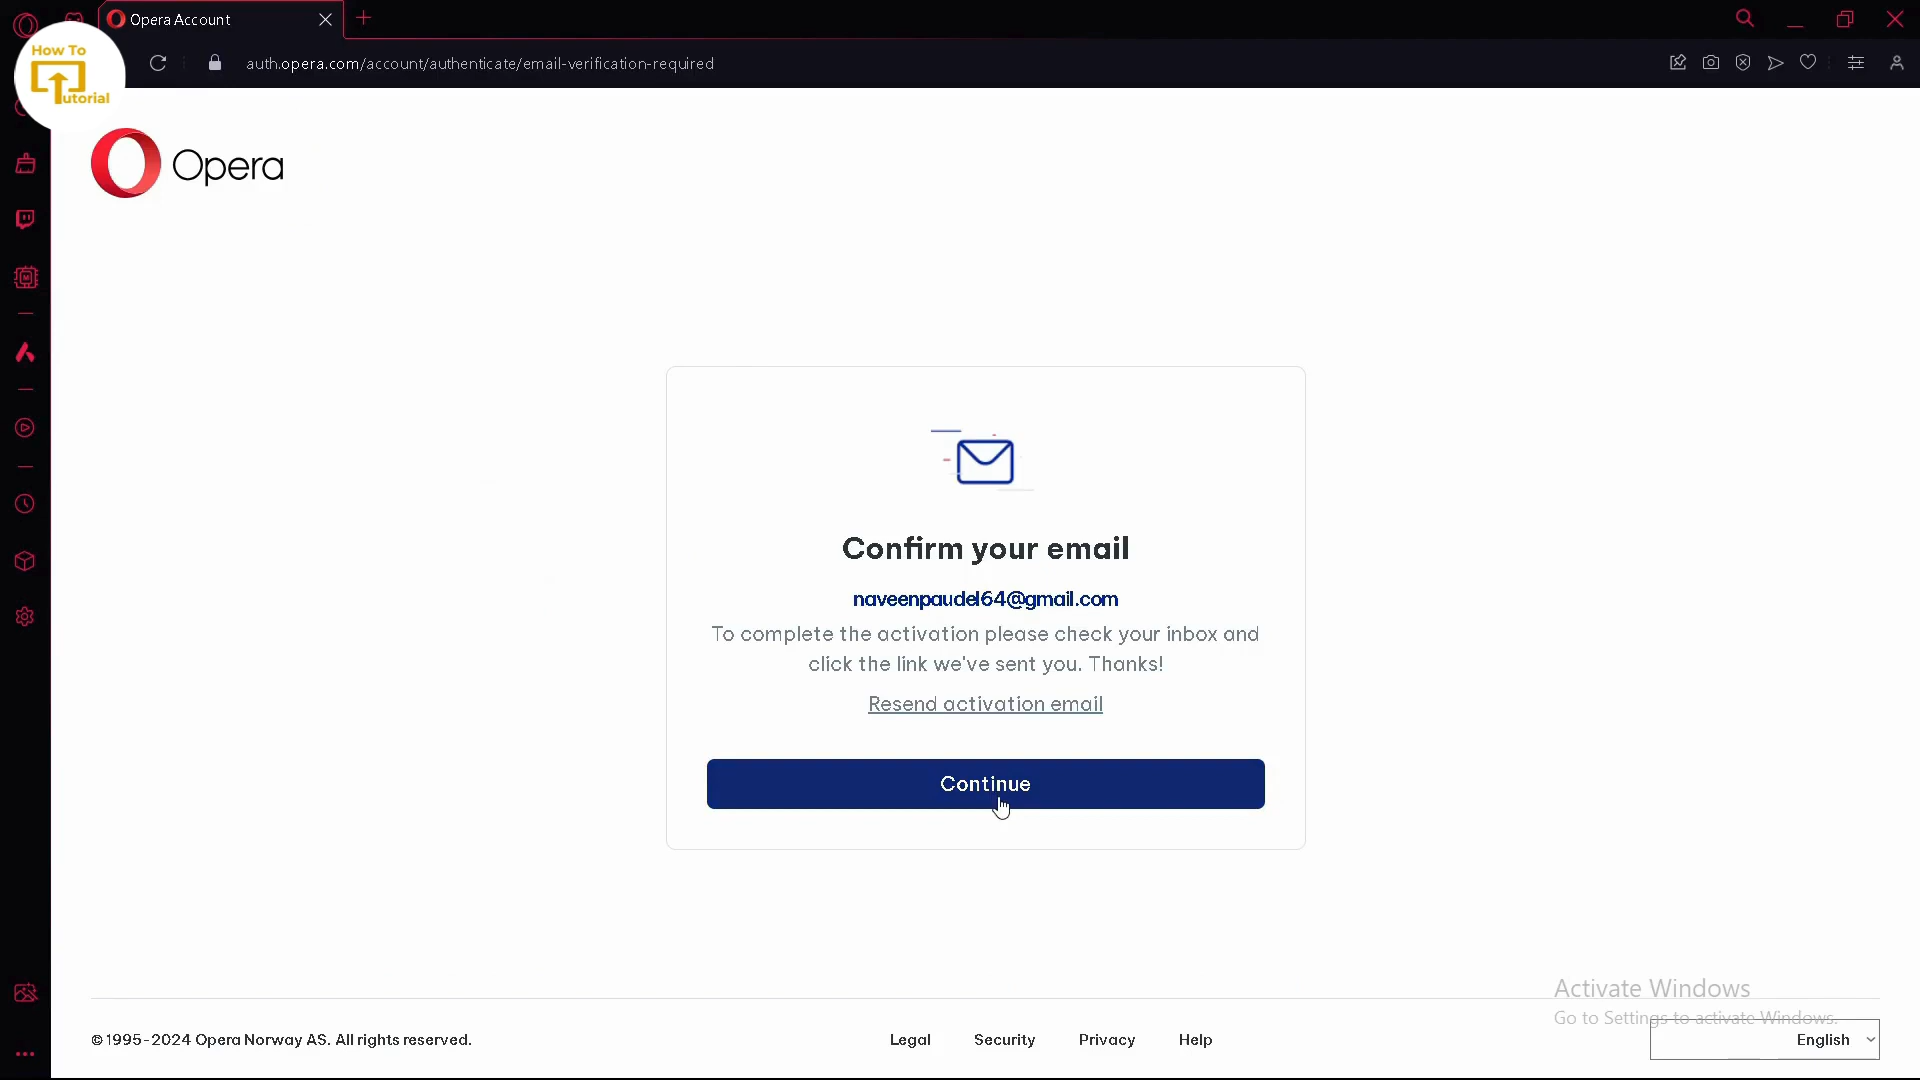 Opera Account
How To
utorial
auth.opera.com/account/authenticate/email-verification-required
Opera
Confirm your email
naveenpaudel64@gmail.com
To complete the activation please check your inbox and
click the link we've sent you. Thanks!
Resend activation email
Continue
Activate Windows
Go to Settings to activate Windows.
© 1995-2024 Opera Norway AS. All rights reserved.
Legal
Security
Privacy
Help
English